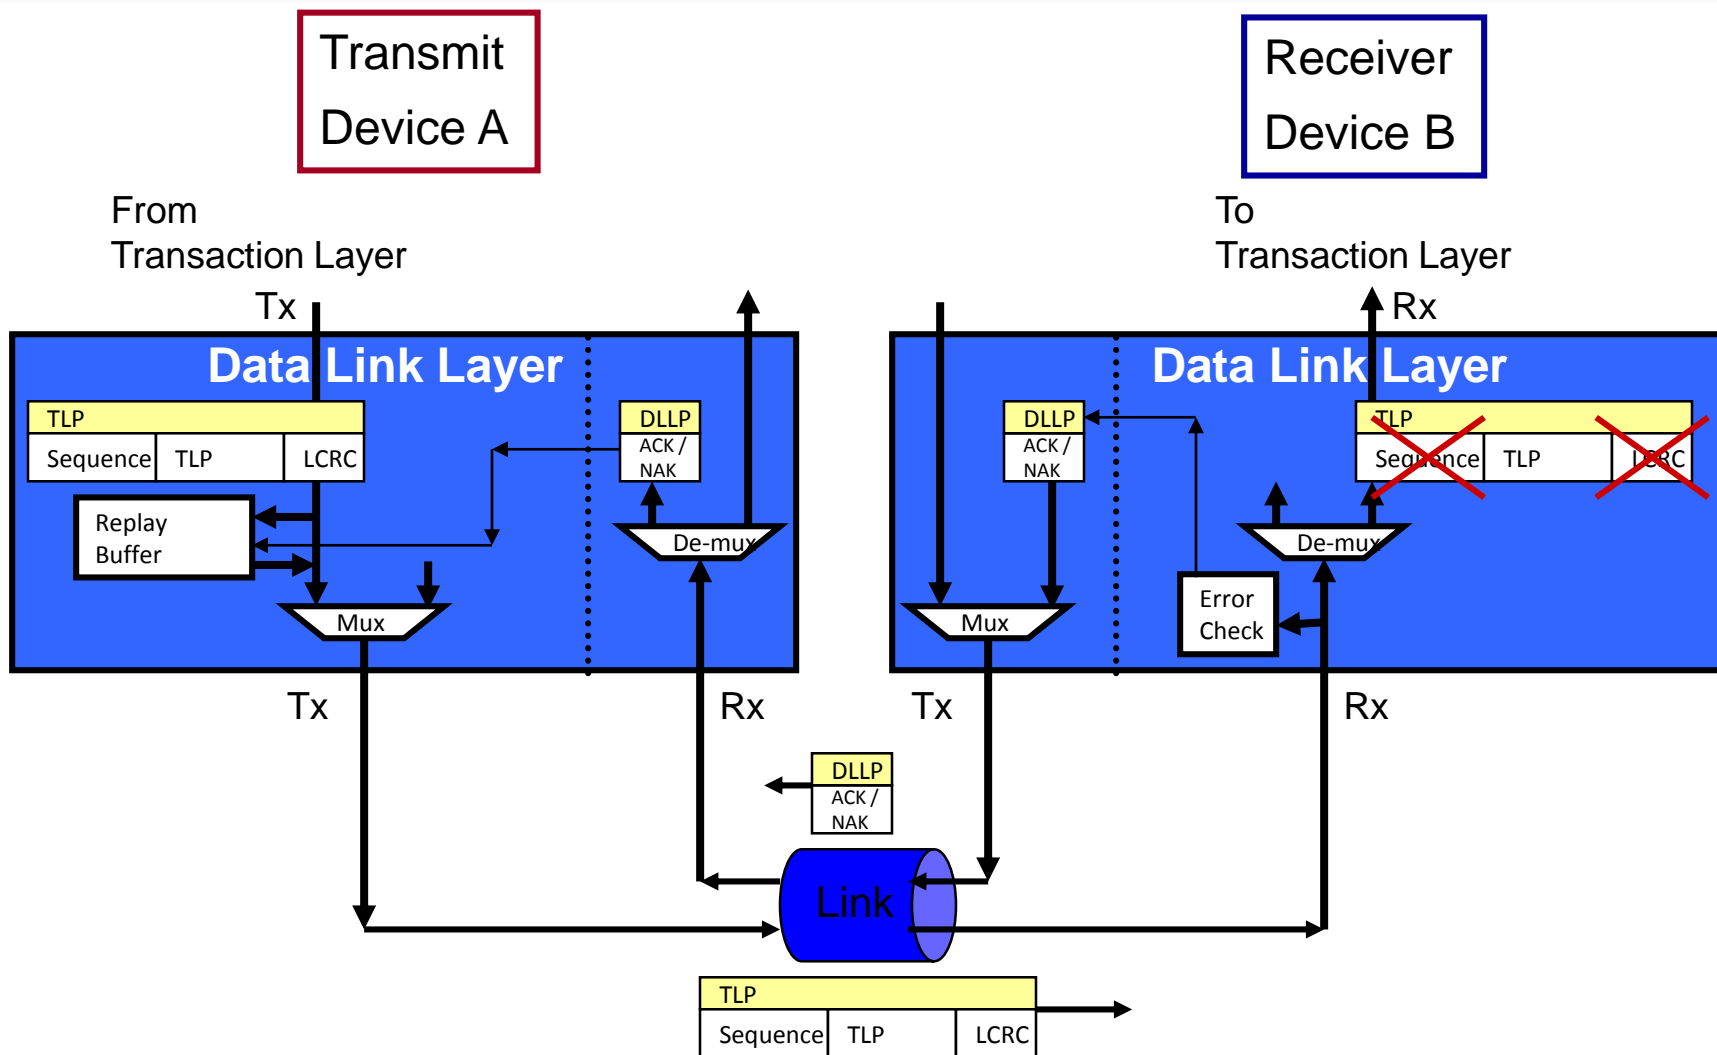 Transmit
Device A
Receiver
Device B
From
Transaction Layer
To
Transaction Layer
Tx
Rx
Data Link Layer
Data Link Layer
TLP
Sequence TLP LCRC
DLLP
ACK /
NAK
DLLP
ACK /
NAK
TLP
Sequence TLP LCRC
Replay
Buffer
De-mux
De-mux
Mux
Mux
Error
Check
Tx
Rx
Tx
Rx
DLLP
ACK /
NAK
Link
TLP
Sequence TLP LCRC